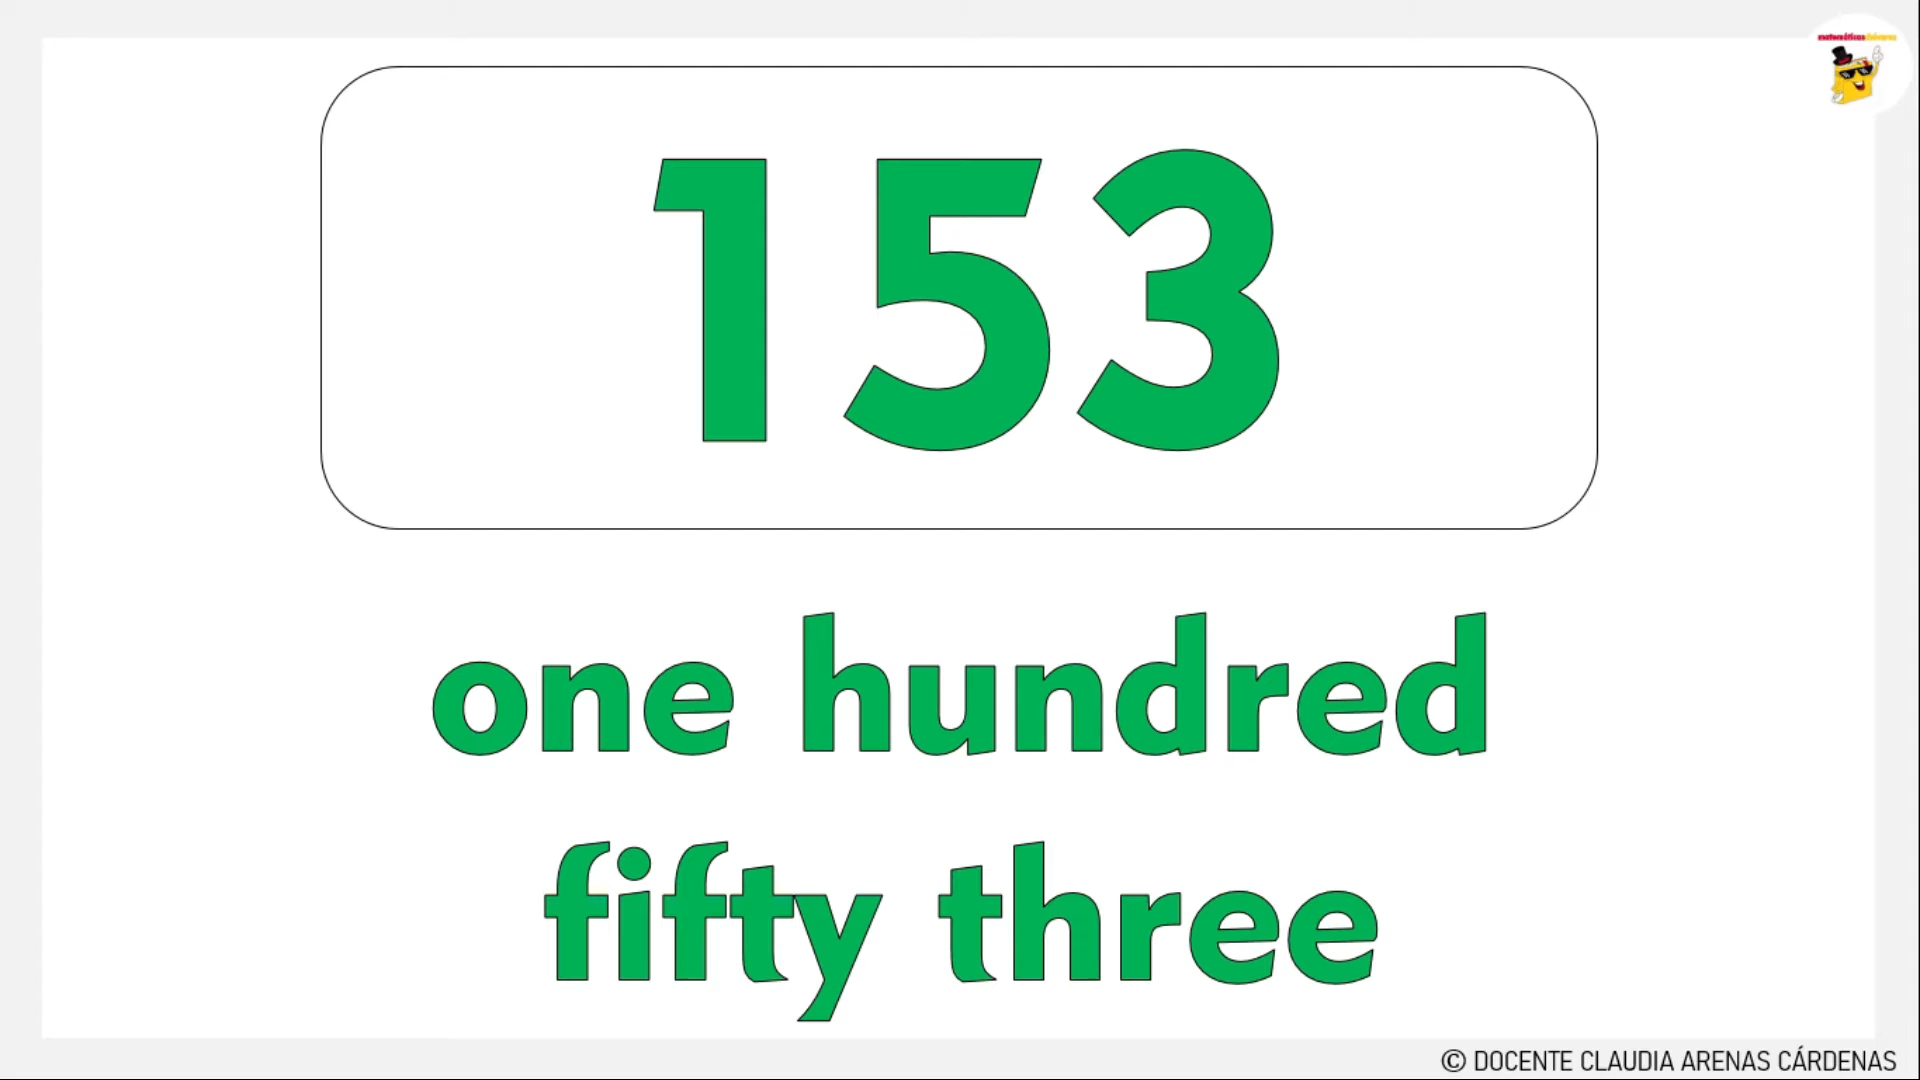 153
one hundred
fifty three
© DOCENTE CLAUDIA ARENAS CÁRDENAS